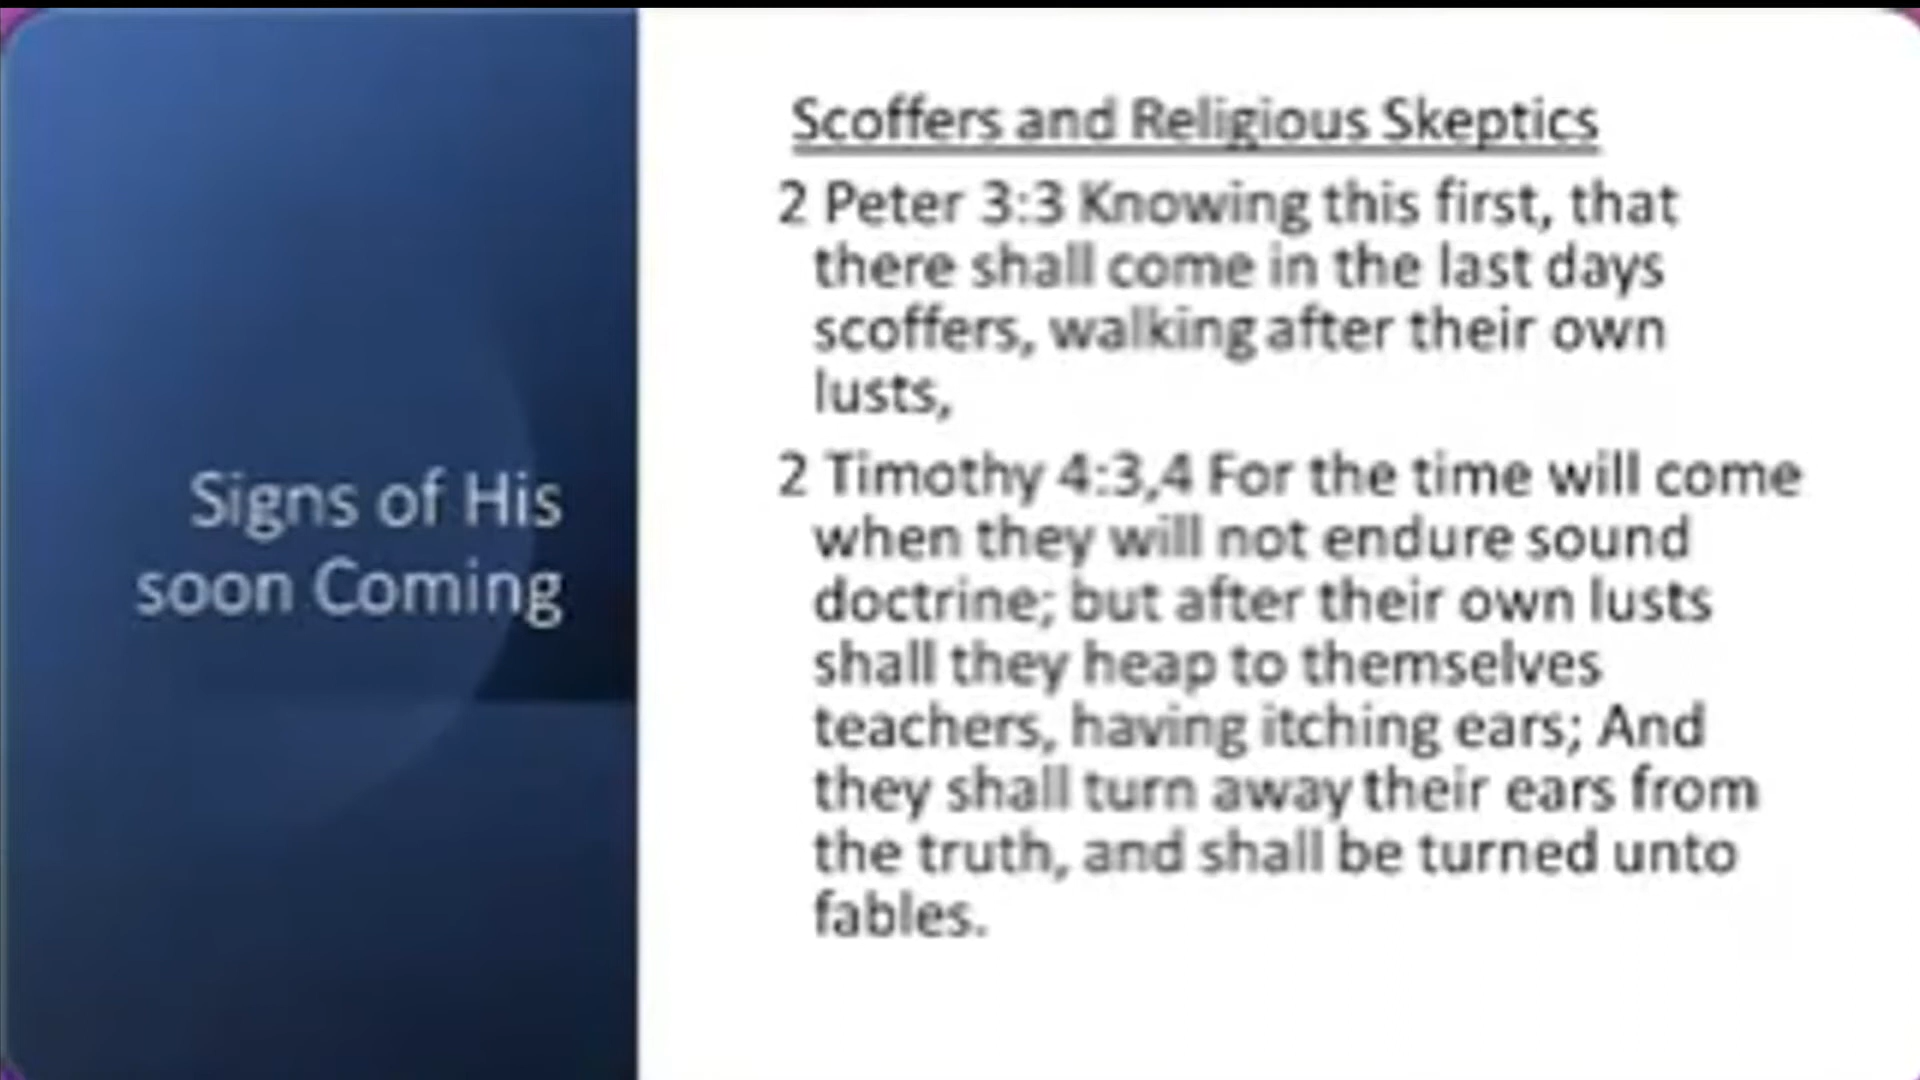 Signs of His
soon Coming
Scoffers and Religious Skeptics
2 Peter 3:3 Knowing this first, that
there shall come in the last days
scoffers, walking after their own
lusts,
2 Timothy 4:3,4 For the time will come
when they will not endure sound
doctrine; but after their own lusts
shall they heap to themselves
teachers, having itching ears; And
they shall turn away their ears from
the truth, and shall be turned unto
fables.